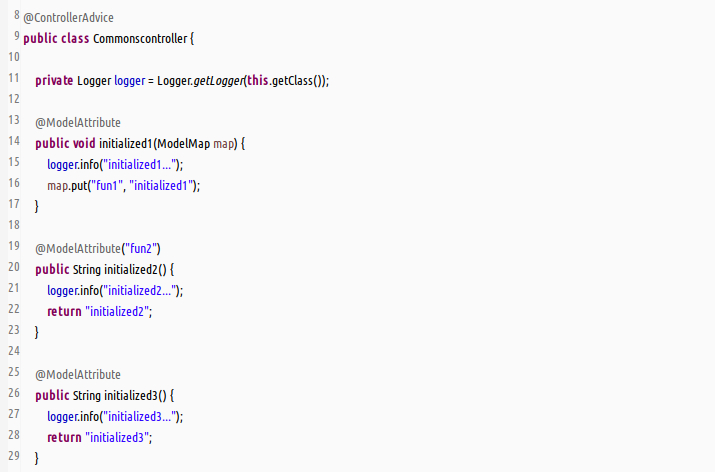 8 @ControllerAdvice
9 public class Commonscontroller {
10
11 private Logger logger = Logger.getLogger(this.getClass());
12
13 @ModelAttribute
14 public void initialized1(ModelMap map) {
15 logger.info("initialized1...");
16 map.put("fun1", "initialized1");
17 }
18
19 @ModelAttribute("fun2")
20 public String initialized2() {
21 logger.info("initialized2...");
22 return "initialized2";
23 }
24
25 @ModelAttribute
26 public String initialized3() {
27 logger.info("initialized3...");
28 return "initialized3";
29 }